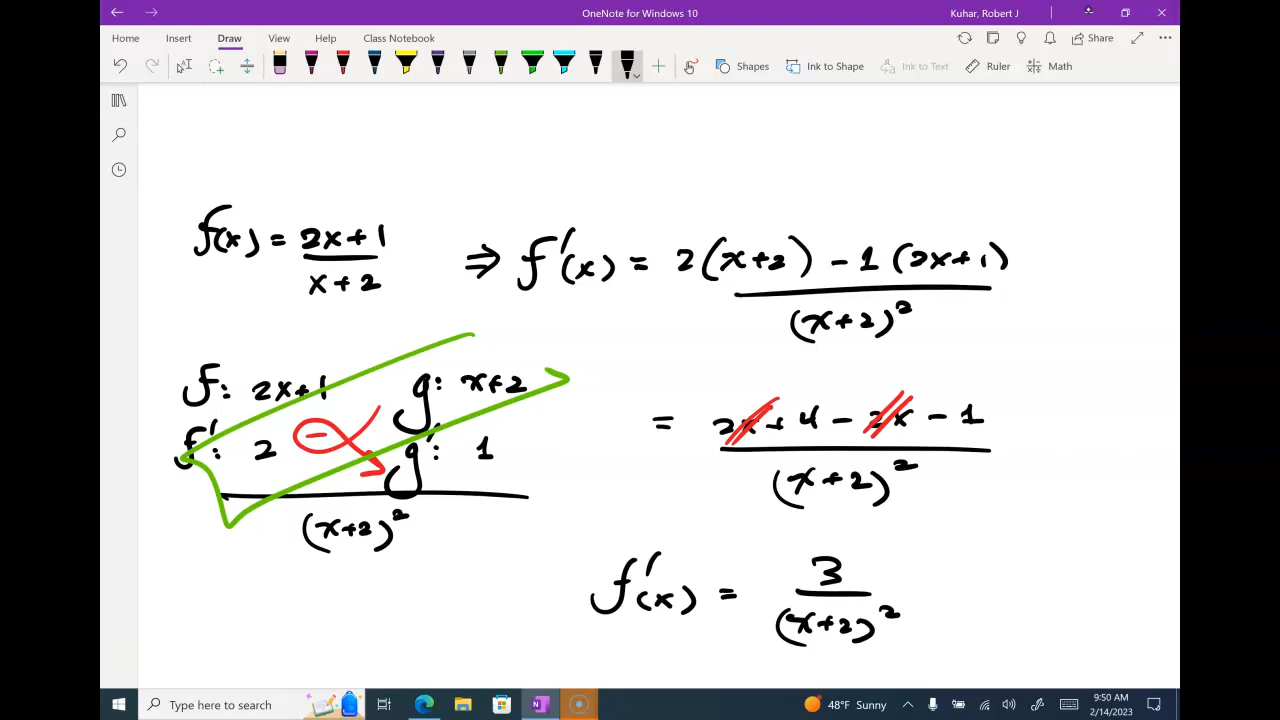 OneNote for Windows 10
Kuhar, Robert J
Home Insert Draw View Help Class Notebook
Share
Shapes Ink to Shape Ink to Text Ruler Math
f(x) = 2x+1 / x+2
⇒ f'(x) = 2(x+2) - 1(2x+1) / (x+2)²
f: 2x+1 g: x+2
f': 2 − g': 1
(x+2)²
= 2x + 4 - 2x - 1 / (x+2)²
f'(x) = 3 / (x+2)²
Type here to search
48°F Sunny
9:50 AM
2/14/2023